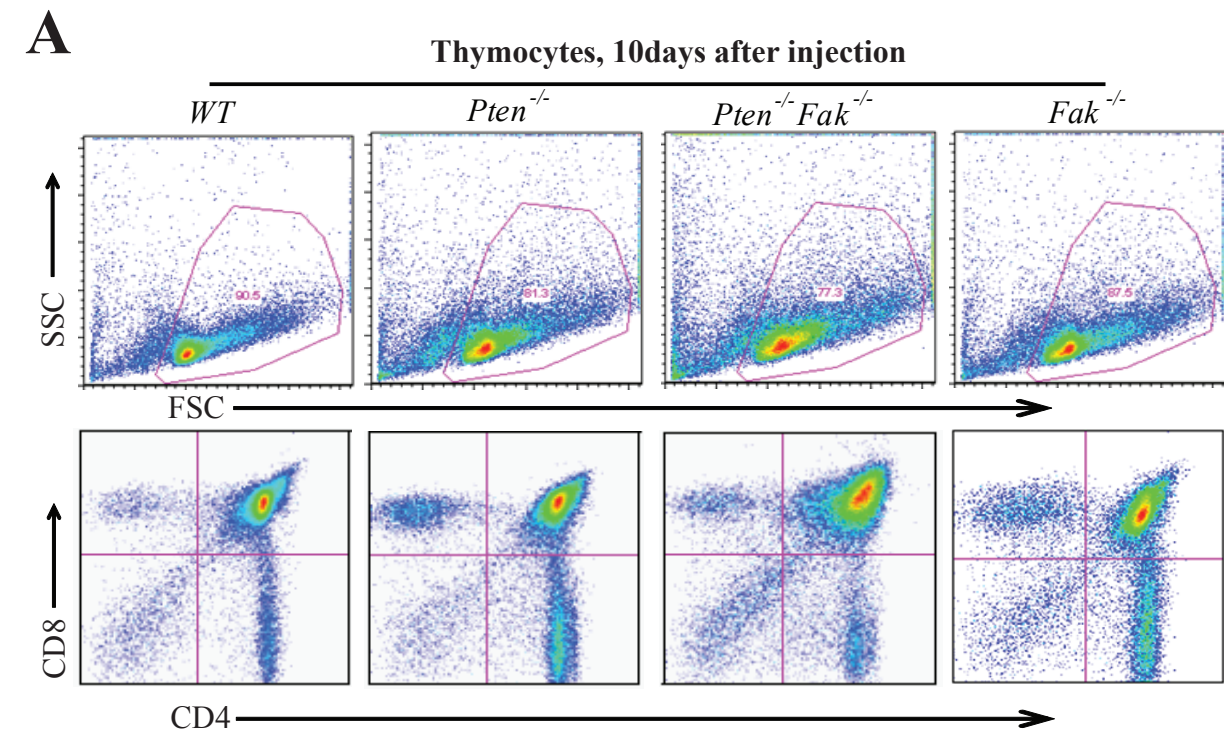 A
Thymocytes, 10days after injection
WT Pten-/- Pten-/- Fak-/- Fak-/-
SSC
90.5 81.3 77.3 87.5
FSC
CD8
CD4